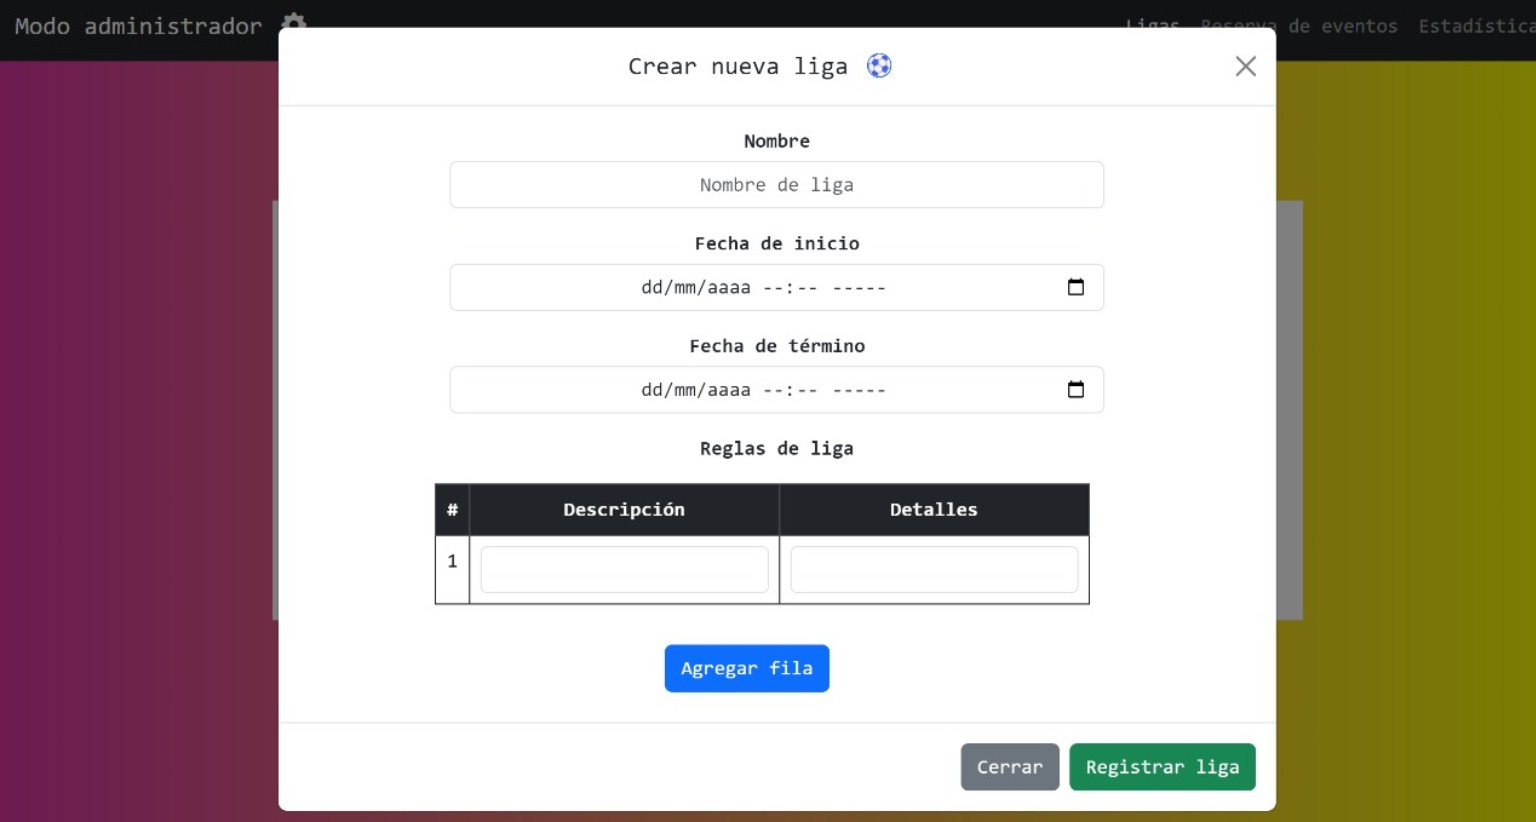 Modo administrador
Ligas Reserva de eventos Estadística
Crear nueva liga
Nombre
Nombre de liga
Fecha de inicio
dd/mm/aaaa --:-- -----
Fecha de término
dd/mm/aaaa --:-- -----
Reglas de liga
# Descripción Detalles
1
Agregar fila
Cerrar Registrar liga